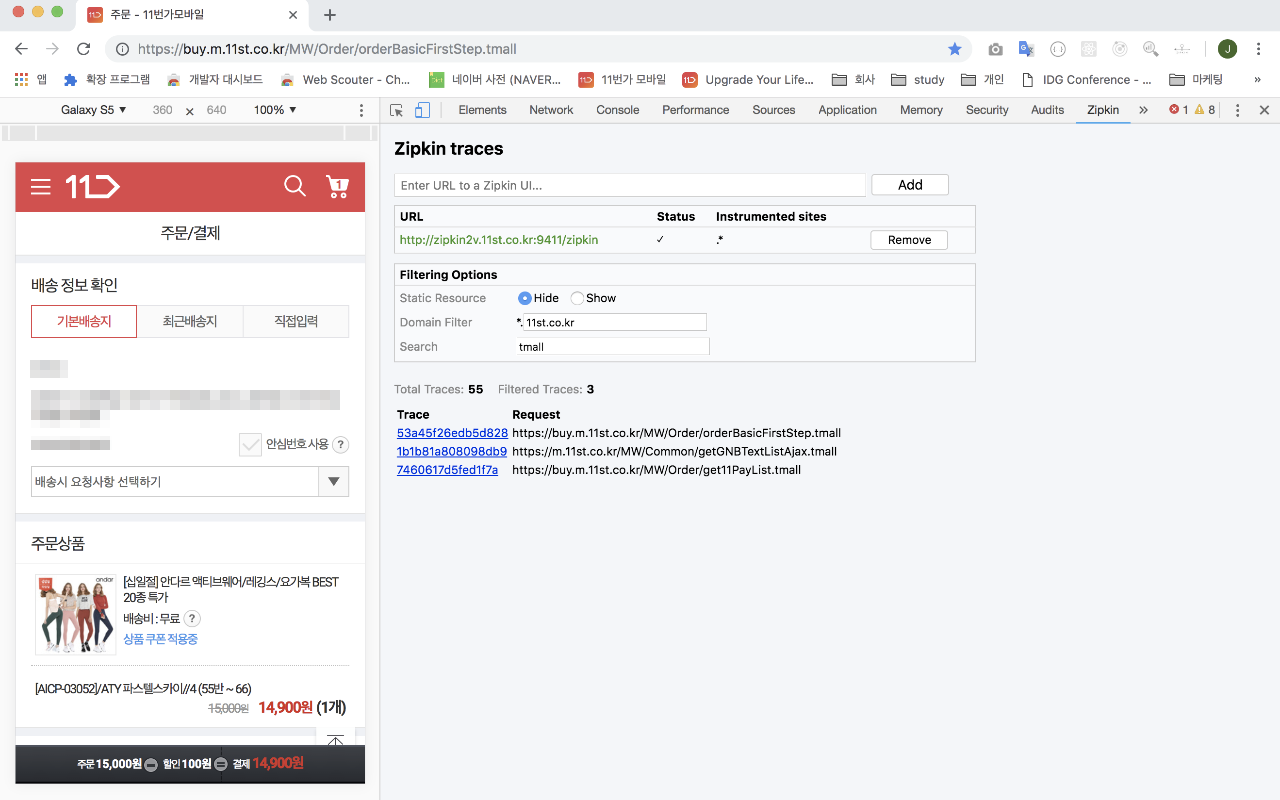 주문 - 11번가모바일
https://buy.m.11st.co.kr/MW/Order/orderBasicFirstStep.tmall
J
앱
확장 프로그램
개발자 대시보드
Web Scouter - Ch...
네이버 사전 (NAVER...
11번가 모바일
Upgrade Your Life...
회사
study
개인
IDG Conference - ...
마케팅
»
Galaxy S5 ▼ 360 × 640 100% ▼
Elements Network Console Performance Sources Application Memory Security Audits Zipkin » 1 8
11
1
주문/결제
배송 정보 확인
기본배송지 최근배송지 직접입력
안심번호 사용 ?
배송시 요청사항 선택하기
주문상품
andar
[십일절] 안다르 액티브웨어/레깅스/요가복 BEST
20종 특가
배송비 : 무료 ?
상품 쿠폰 적용중
[AICP-03052]/ATY 파스텔스카이//4 (55반 ~ 66)
15,000원 14,900원 (1개)
주문 15,000원 할인 100원 결제 14,900원
Zipkin traces
Enter URL to a Zipkin UI...
Add
URL Status Instrumented sites
http://zipkin2v.11st.co.kr:9411/zipkin ✓ .* Remove
Filtering Options
Static Resource Hide Show
Domain Filter *. 11st.co.kr
Search tmall
Total Traces: 55 Filtered Traces: 3
Trace Request
53a45f26edb5d828 https://buy.m.11st.co.kr/MW/Order/orderBasicFirstStep.tmall
1b1b81a808098db9 https://m.11st.co.kr/MW/Common/getGNBTextListAjax.tmall
7460617d5fed1f7a https://buy.m.11st.co.kr/MW/Order/get11PayList.tmall